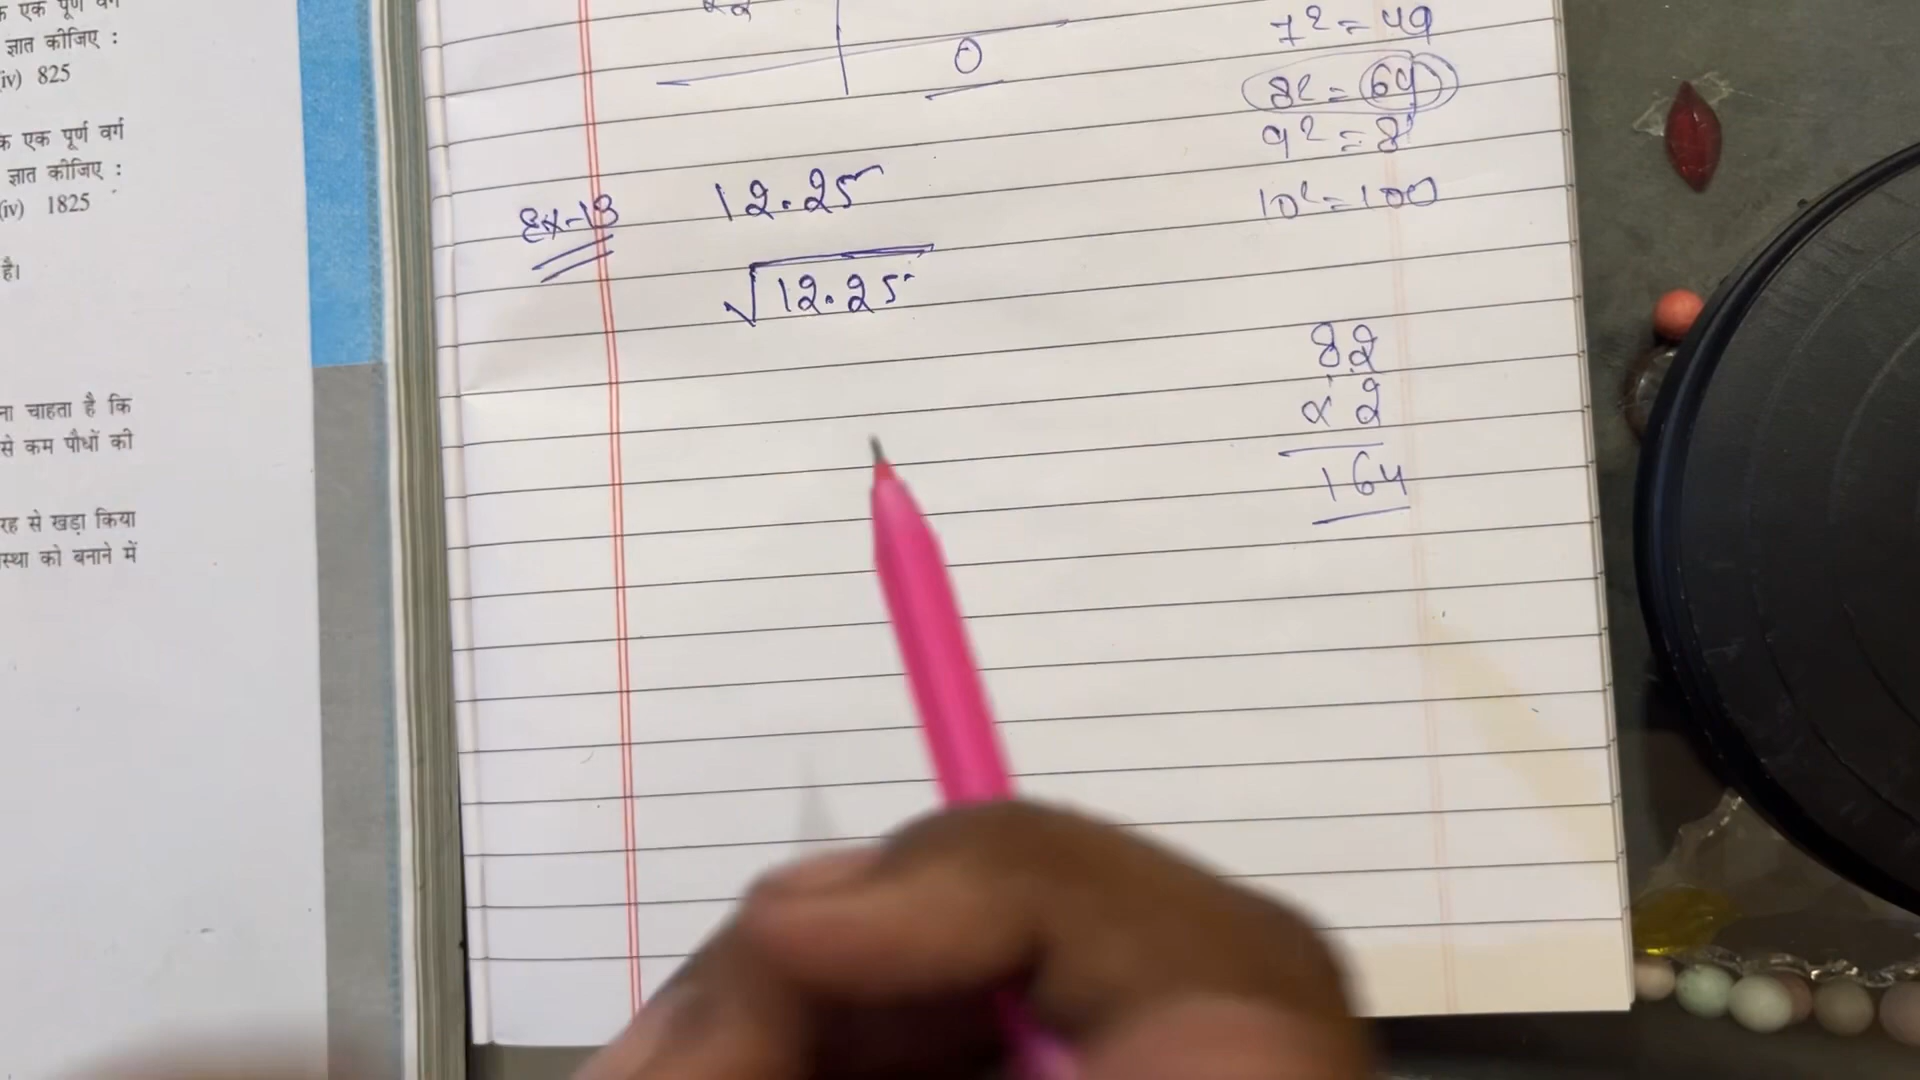 एक पूर्ण
ज्ञात कीजिए :
(iv) 825
एक पूर्ण वर्ग
ज्ञात कीजिए :
(iv) 1825
है।
चाहता है कि
से कम पौधों की
से खड़ा किया
को बनाने में
0
7² = 49
8² = 64
9² = 81
10² = 100
Ex-13 12.25
√12.25
82
× 2
164